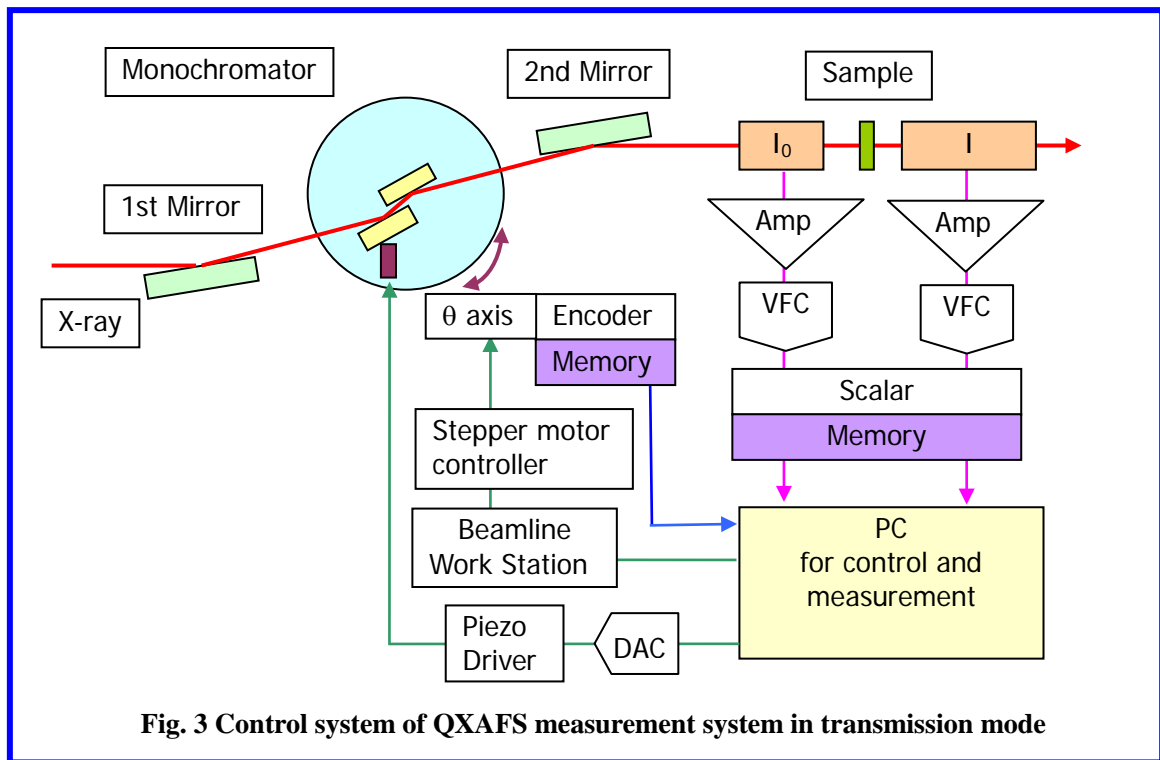 Monochromator
2nd Mirror
Sample
I₀
I
1st Mirror
Amp
Amp
X-ray
θ axis
Encoder
VFC
VFC
Memory
Scalar
Stepper motor
controller
Memory
Beamline
Work Station
PC
for control and
measurement
Piezo
Driver
DAC
Fig. 3 Control system of QXAFS measurement system in transmission mode